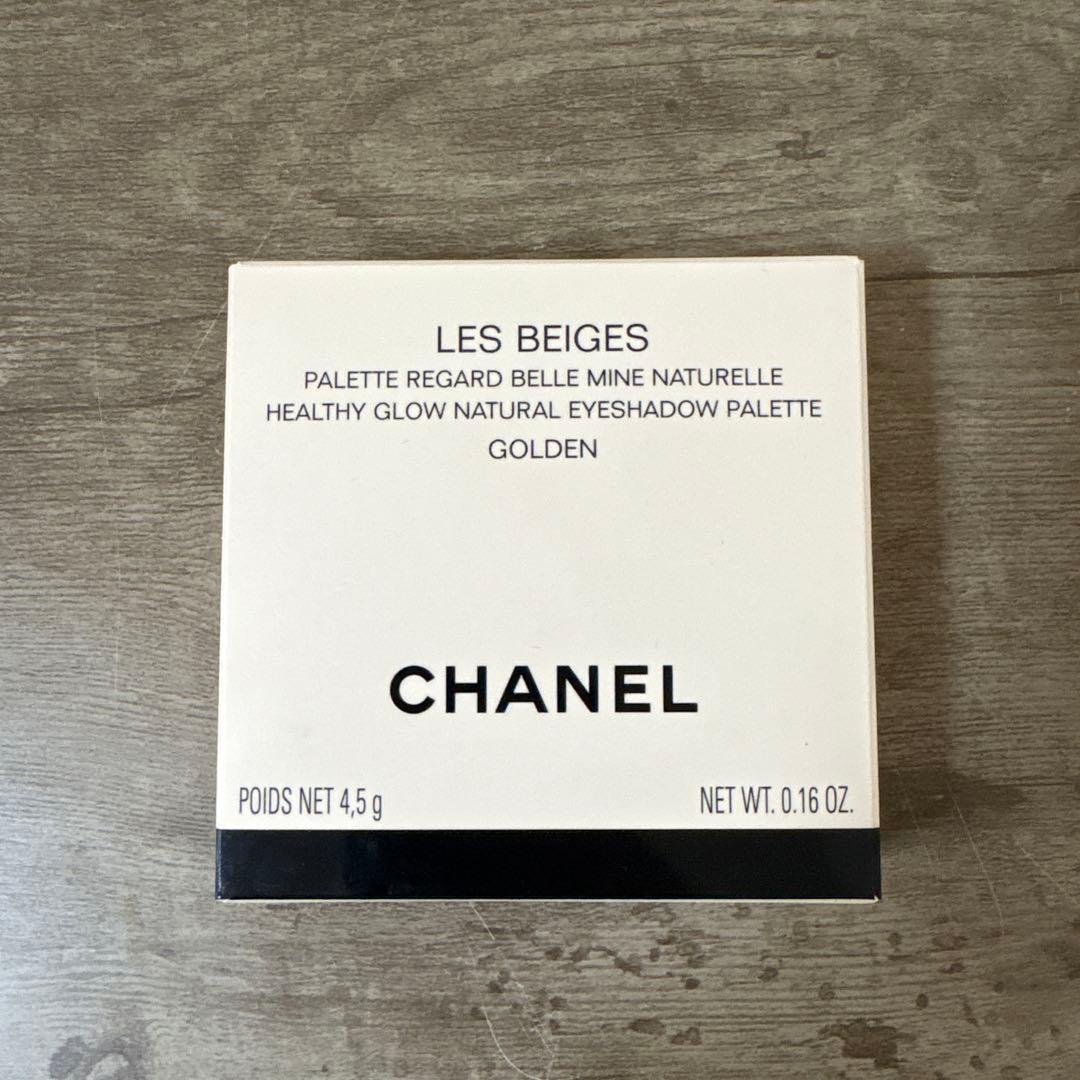 LES BEIGES
PALETTE REGARD BELLE MINE NATURELLE
HEALTHY GLOW NATURAL EYESHADOW PALETTE
GOLDEN
CHANEL
POIDS NET 4,5 g NET WT. 0.16 OZ.